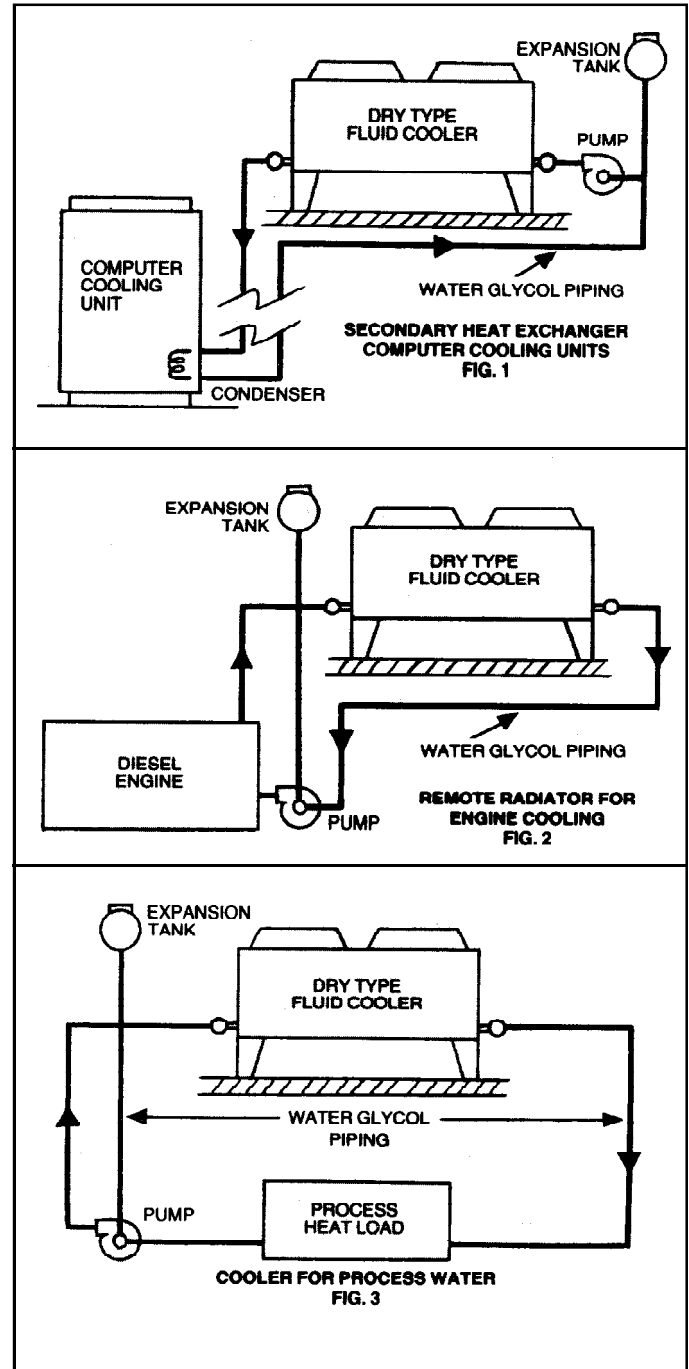 EXPANSION
TANK
DRY TYPE
FLUID COOLER
PUMP
COMPUTER
COOLING
UNIT
WATER GLYCOL PIPING
SECONDARY HEAT EXCHANGER
COMPUTER COOLING UNITS
FIG. 1
CONDENSER
EXPANSION
TANK
DRY TYPE
FLUID COOLER
DIESEL
ENGINE
WATER GLYCOL PIPING
PUMP
REMOTE RADIATOR FOR
ENGINE COOLING
FIG. 2
EXPANSION
TANK
DRY TYPE
FLUID COOLER
WATER GLYCOL
PIPING
PUMP
PROCESS
HEAT LOAD
COOLER FOR PROCESS WATER
FIG. 3